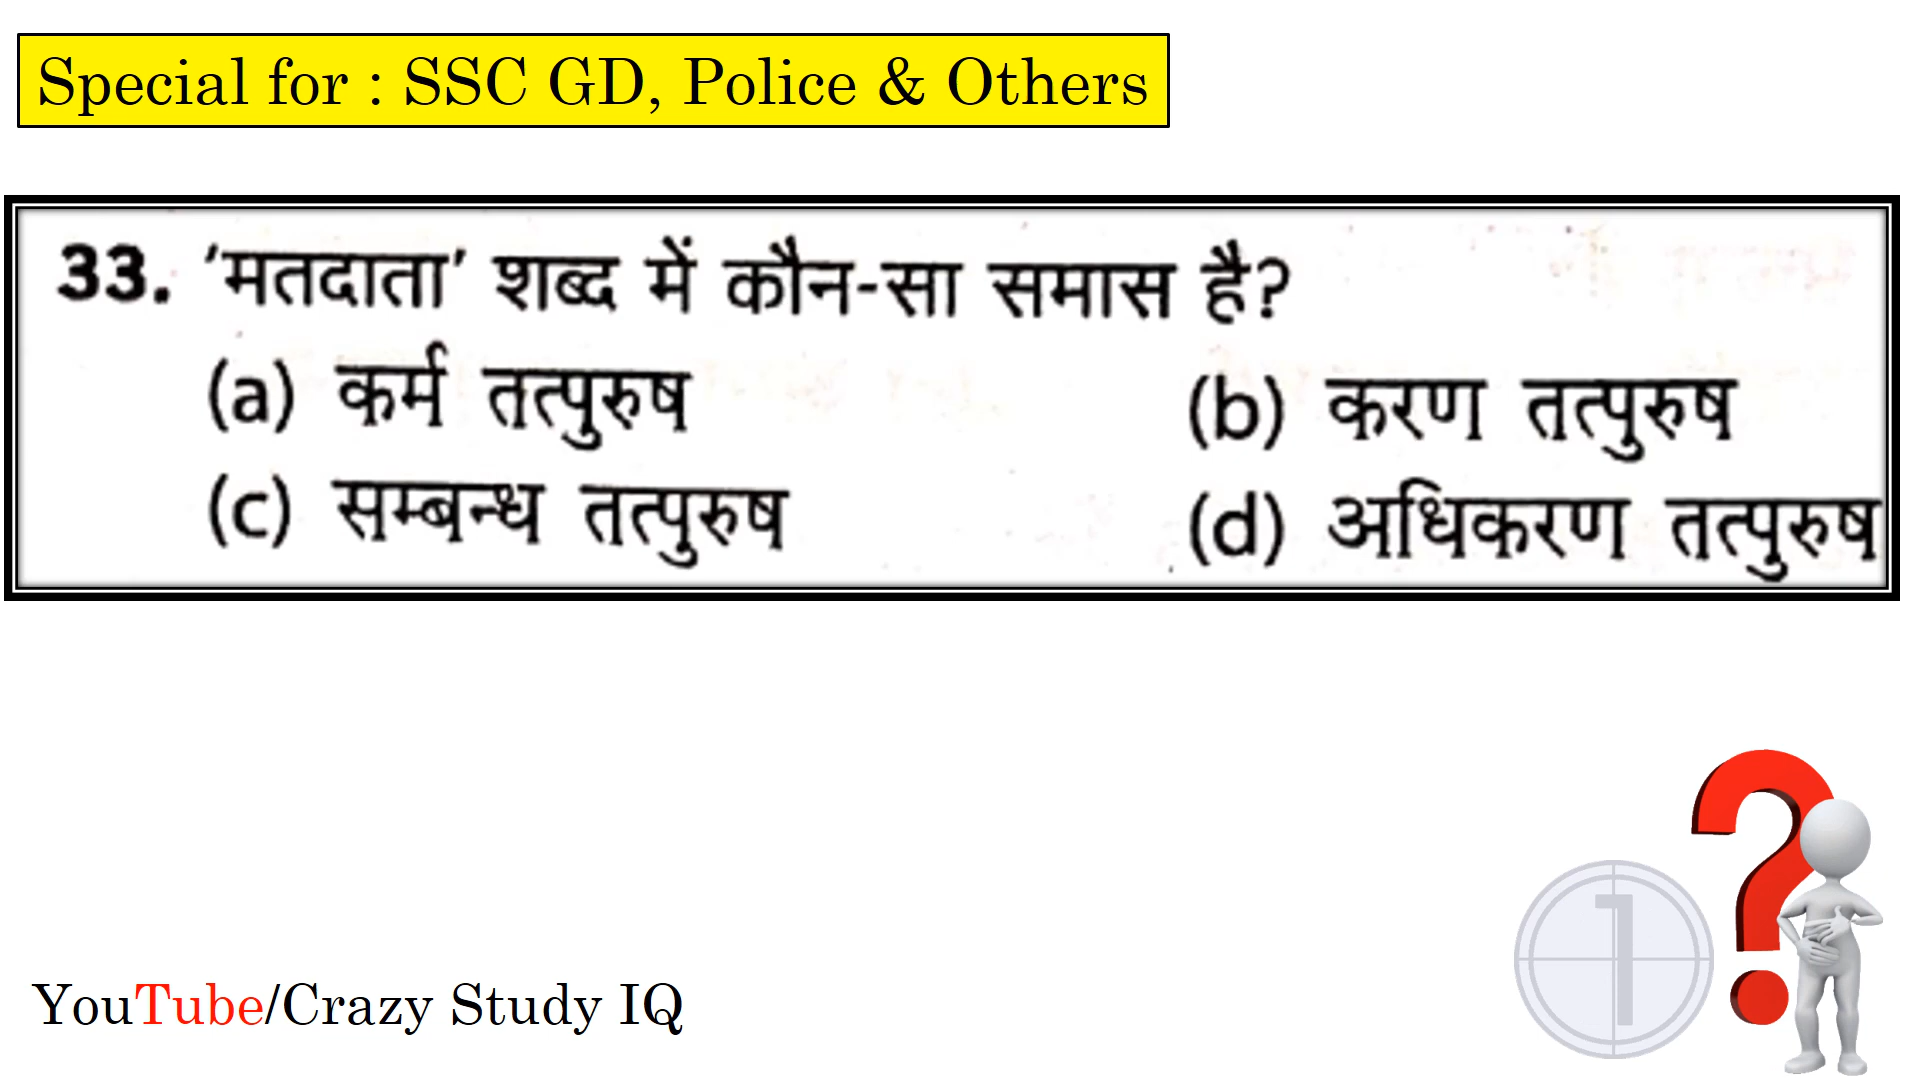 Special for : SSC GD, Police & Others
33. 'मतदाता' शब्द में कौन-सा समास है?
(a) कर्म तत्पुरुष (b) करण तत्पुरुष
(c) सम्बन्ध तत्पुरुष (d) अधिकरण तत्पुरुष
1
YouTube/Crazy Study IQ